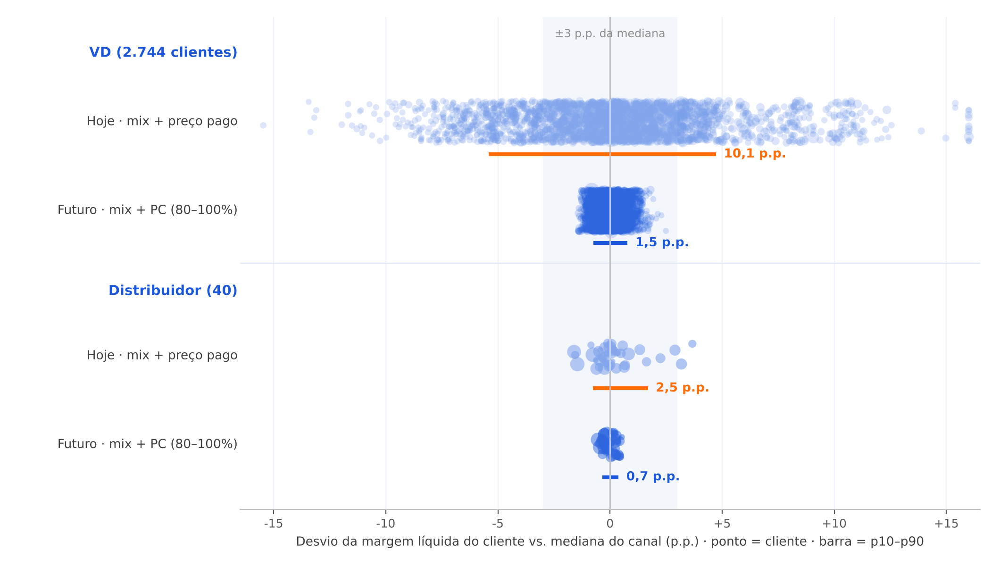 ±3 p.p. da mediana
VD (2.744 clientes)
Hoje · mix + preço pago
10,1 p.p.
Futuro · mix + PC (80–100%)
1,5 p.p.
Distribuidor (40)
Hoje · mix + preço pago
2,5 p.p.
Futuro · mix + PC (80–100%)
0,7 p.p.
-15 -10 -5 0 +5 +10 +15
Desvio da margem líquida do cliente vs. mediana do canal (p.p.) · ponto = cliente · barra = p10–p90